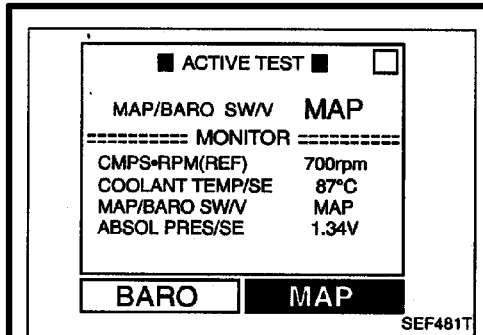 ■ ACTIVE TEST ■ □
MAP/BARO SW/V MAP
========== MONITOR ==========
CMPS•RPM(REF) 700rpm
COOLANT TEMP/SE 87°C
MAP/BARO SW/V MAP
ABSOL PRES/SE 1.34V
BARO MAP
SEF481T